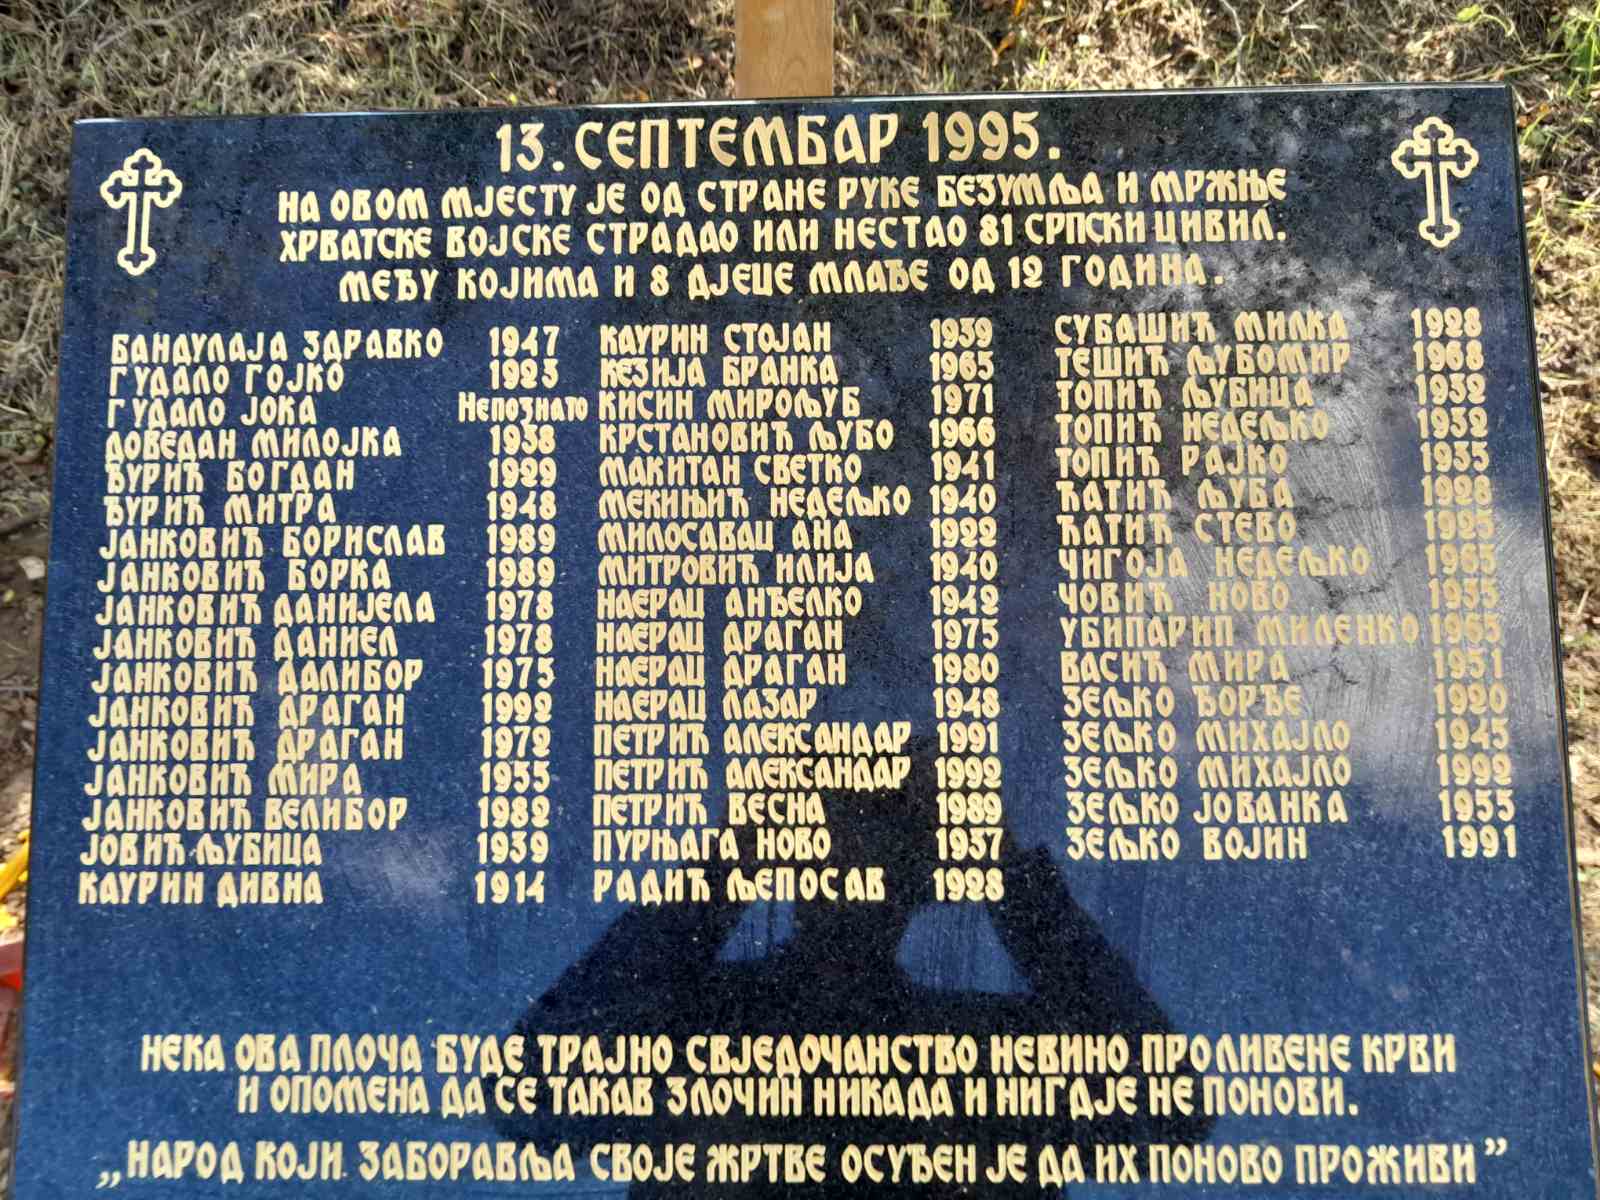 13. СЕПТЕМБАР 1995.
НА ОВОМ МЈЕСТУ ЈЕ ОД СТРАНЕ РУКЕ БЕЗУМЉА И МРЖЊЕ
ХРВАТСКЕ ВОЈСКЕ СТРАДАО ИЛИ НЕСТАО 81 СРПСКИ ЦИВИЛ.
МЕЂУ КОЈИМА И 8 ДЈЕЦЕ МЛАЂЕ ОД 12 ГОДИНА.
БАНДУЛАЈА ЗДРАВКО 1947
ГУДАЛО ГОЈКО 1923
ГУДАЛО ЈОКА Непознато
ДОВЕДАН МИЛОЈКА 1938
ЂУРИЋ БОГДАН 1929
ЂУРИЋ МИТРА 1948
ЈАНКОВИЋ БОРИСЛАВ 1989
ЈАНКОВИЋ БОРКА 1989
ЈАНКОВИЋ ДАНИЈЕЛА 1978
ЈАНКОВИЋ ДАНИЕЛ 1978
ЈАНКОВИЋ ДАЛИБОР 1975
ЈАНКОВИЋ ДРАГАН 1992
ЈАНКОВИЋ ДРАГАН 1972
ЈАНКОВИЋ МИРА 1955
ЈАНКОВИЋ ВЕЛИБОР 1982
ЈОВИЋ ЉУБИЦА 1939
КАУРИН ДИВНА 1914
КАУРИН СТОЈАН 1939
КЕЗИЈА БРАНКА 1965
КИСИН МИРОЉУБ 1971
КРСТАНОВИЋ ЉУБО 1966
МАКИТАН СВЕТКО 1941
МЕКИЊИЋ НЕДЕЉКО 1940
МИЛОСАВАЦ АНА 1922
МИТРОВИЋ ИЛИЈА 1940
НАЕРАЦ АНЂЕЛКО 1942
НАЕРАЦ ДРАГАН 1975
НАЕРАЦ ДРАГАН 1980
НАЕРАЦ ЛАЗАР 1948
ПЕТРИЋ АЛЕКСАНДАР 1991
ПЕТРИЋ АЛЕКСАНДАР 1992
ПЕТРИЋ ВЕСНА 1989
ПУРЊАГА НОВО 1937
РАДИЋ ЉЕПОСАВ 1928
СУБАШИЋ МИЛКА 1928
ТЕШИЋ ЉУБОМИР 1968
ТОПИЋ ЉУБИЦА 1932
ТОПИЋ НЕДЕЉКО 1932
ТОПИЋ РАЈКО 1935
ЋАТИЋ ЉУБА 1928
ЋАТИЋ СТЕВО 1925
ЧИГОЈА НЕДЕЉКО 1965
ЧОВИЋ НОВО 1935
УБИПАРИП МИЛЕНКО 1965
ВАСИЋ МИРА 1951
ЗЕЉКО ЂОРЂЕ 1920
ЗЕЉКО МИХАЈЛО 1945
ЗЕЉКО МИХАЈЛО 1992
ЗЕЉКО ЈОВАНКА 1955
ЗЕЉКО ВОЈИН 1991
НЕКА ОВА ПЛОЧА БУДЕ ТРАЈНО СВЈЕДОЧАНСТВО НЕВИНО ПРОЛИВЕНЕ КРВИ
И ОПОМЕНА ДА СЕ ТАКАВ ЗЛОЧИН НИКАДА И НИГДЈЕ НЕ ПОНОВИ.
„НАРОД КОЈИ ЗАБОРАВЉА СВОЈЕ ЖРТВЕ ОСУЂЕН ЈЕ ДА ИХ ПОНОВО ПРОЖИВИ”